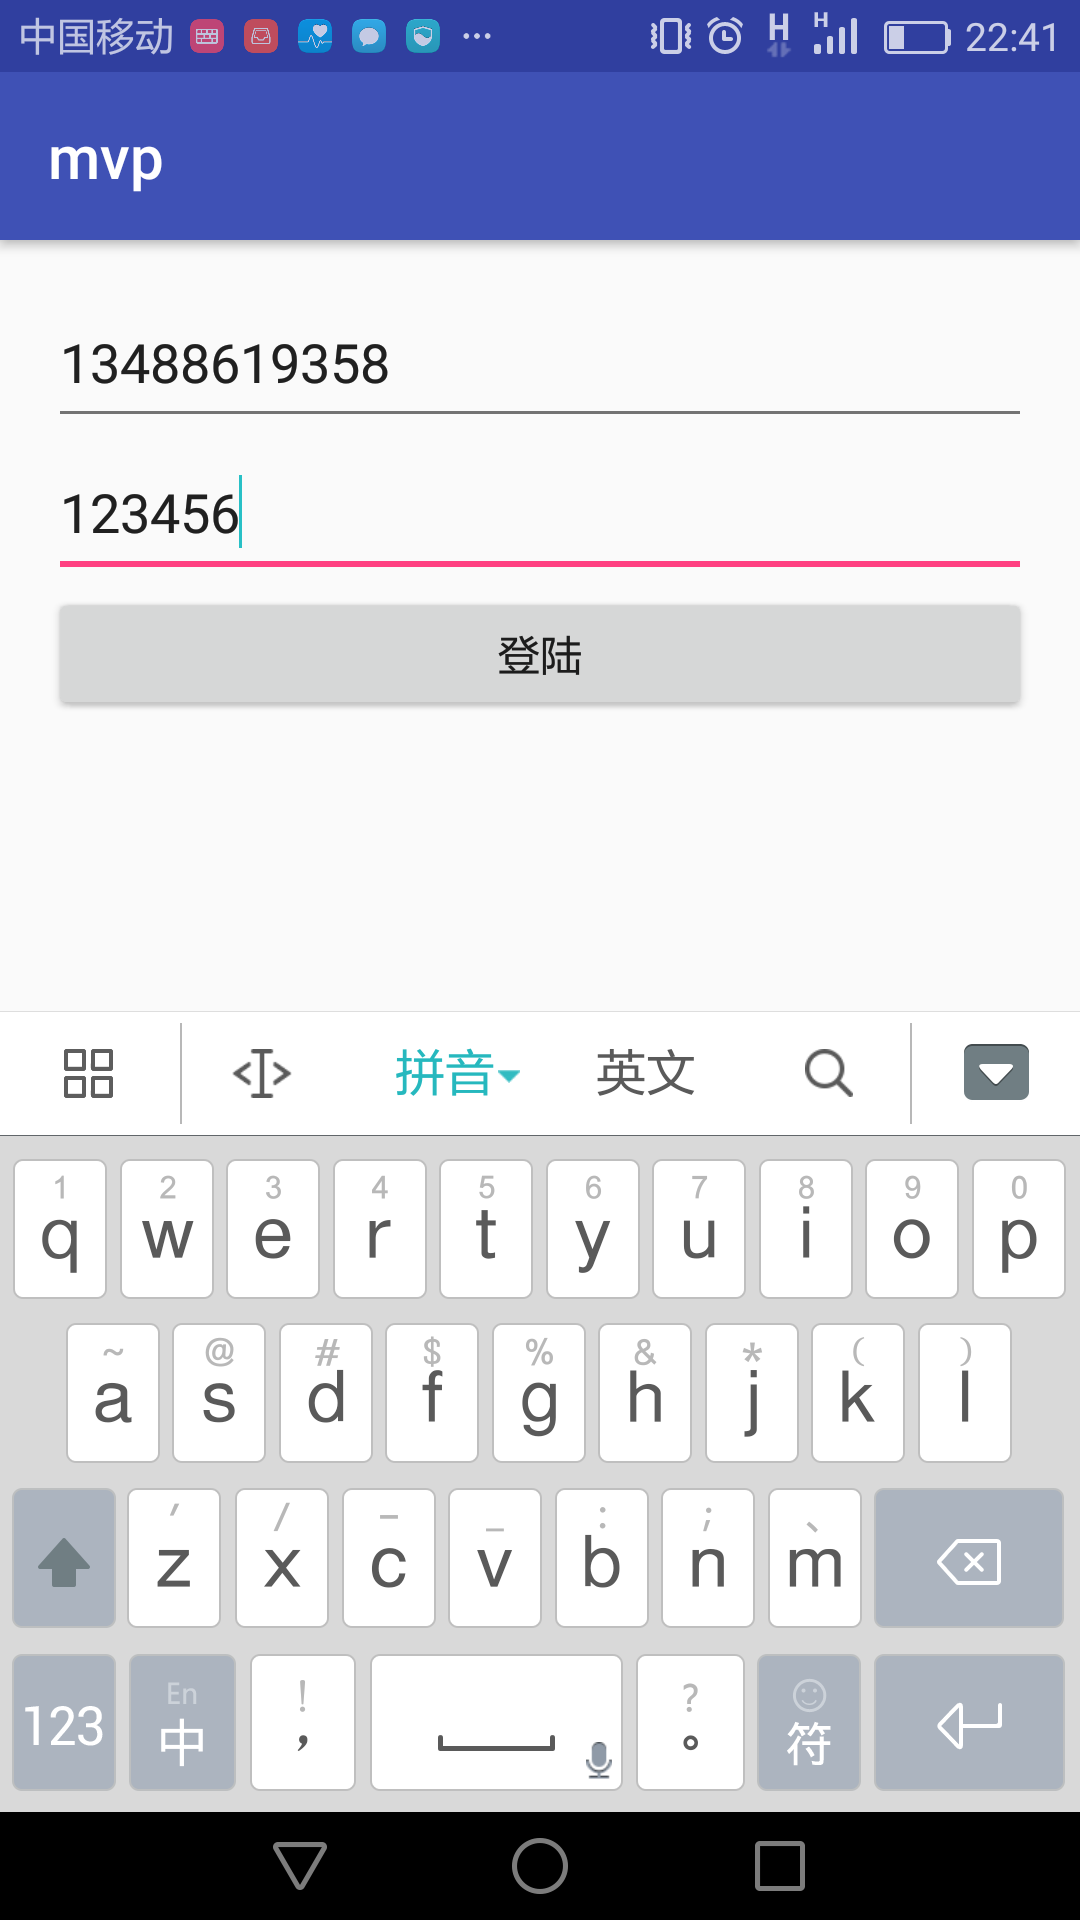 中国移动 ... H H 22:41
mvp
13488619358
123456
登陆
拼音 英文
1 2 3 4 5 6 7 8 9 0
q w e r t y u i o p
~ @ # $ % & * ( )
a s d f g h j k l
′ / – _ : ; 、
z x c v b n m
En ! ?
123 中 , 。 符